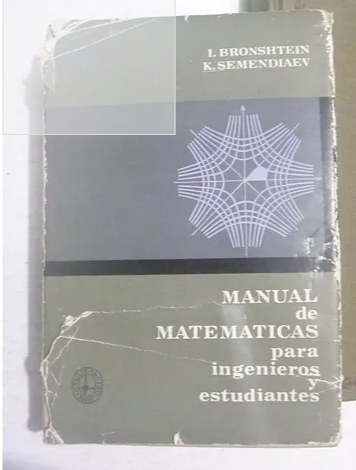 I. BRONSHTEIN
K. SEMENDIAEV
MANUAL
de
MATEMATICAS
para
ingenieros
y
estudiantes